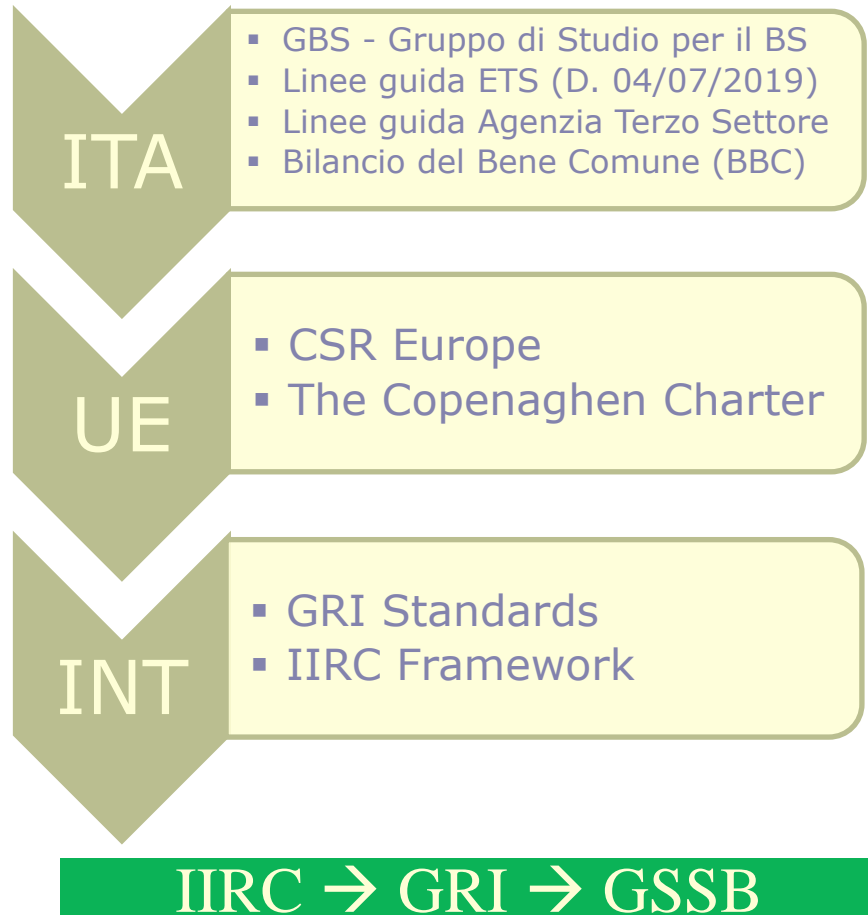 ITA
▪ GBS - Gruppo di Studio per il BS
▪ Linee guida ETS (D. 04/07/2019)
▪ Linee guida Agenzia Terzo Settore
▪ Bilancio del Bene Comune (BBC)
UE
▪ CSR Europe
▪ The Copenaghen Charter
INT
▪ GRI Standards
▪ IIRC Framework
IIRC → GRI → GSSB